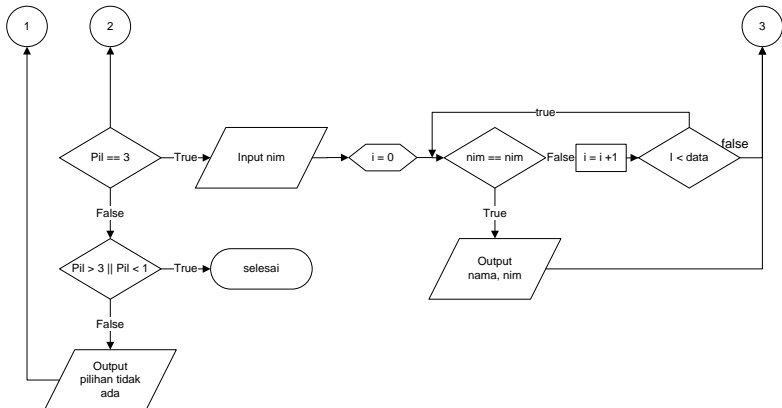 1
2
3
true
Pil == 3
True
Input nim
i = 0
nim == nim
False
i = i +1
I < data
false
False
True
Pil > 3 || Pil < 1
True
selesai
Output
nama, nim
False
Output
pilihan tidak
ada